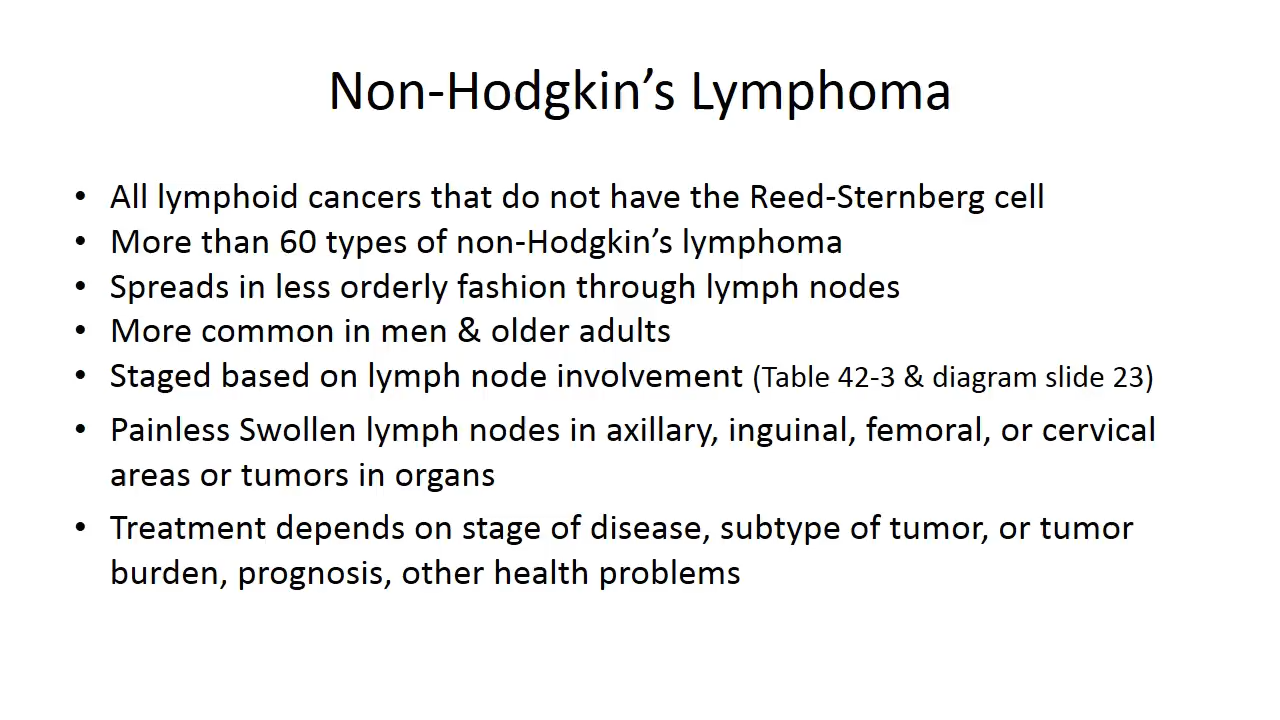 Non-Hodgkin’s Lymphoma
• All lymphoid cancers that do not have the Reed-Sternberg cell
• More than 60 types of non-Hodgkin’s lymphoma
• Spreads in less orderly fashion through lymph nodes
• More common in men & older adults
• Staged based on lymph node involvement (Table 42-3 & diagram slide 23)
• Painless Swollen lymph nodes in axillary, inguinal, femoral, or cervical
areas or tumors in organs
• Treatment depends on stage of disease, subtype of tumor, or tumor
burden, prognosis, other health problems